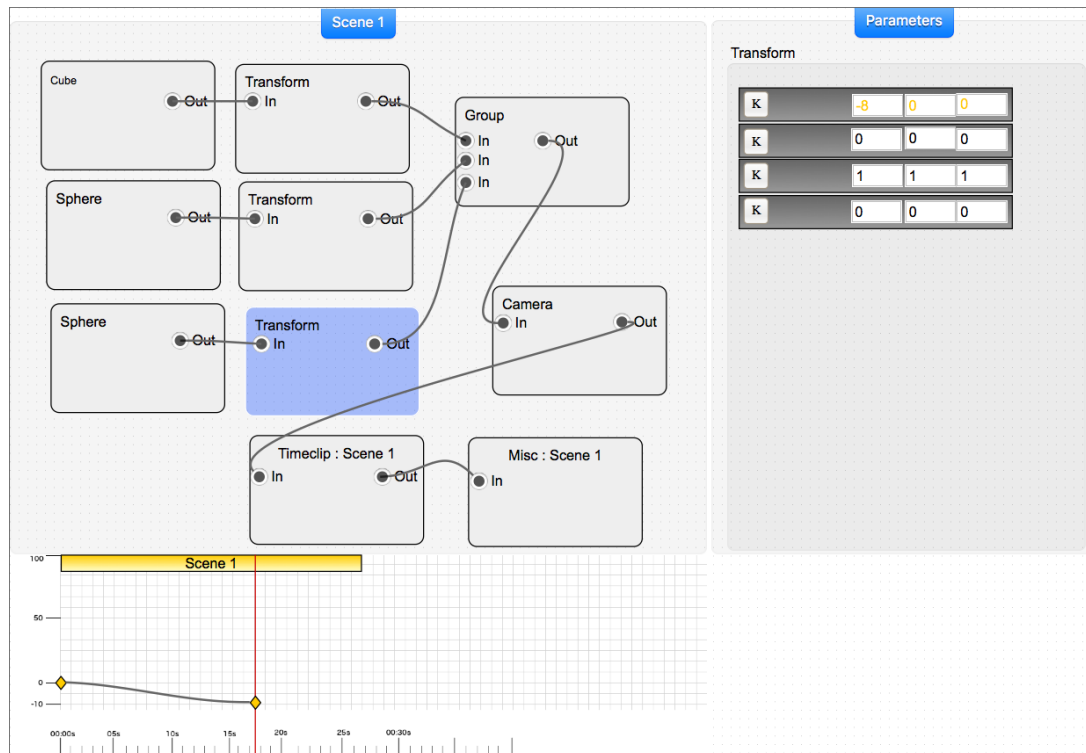 Scene 1
Parameters
Transform
K -8 0 0
K 0 0 0
K 1 1 1
K 0 0 0
Cube
Out
Transform
In Out
Group
In Out
In
In
Sphere
Out
Transform
In Out
Sphere
Out
Transform
In Out
Camera
In Out
Timeclip : Scene 1
In Out
Misc : Scene 1
In
100
Scene 1
50
0
-10
00:00s 05s 10s 15s 20s 25s 00:30s